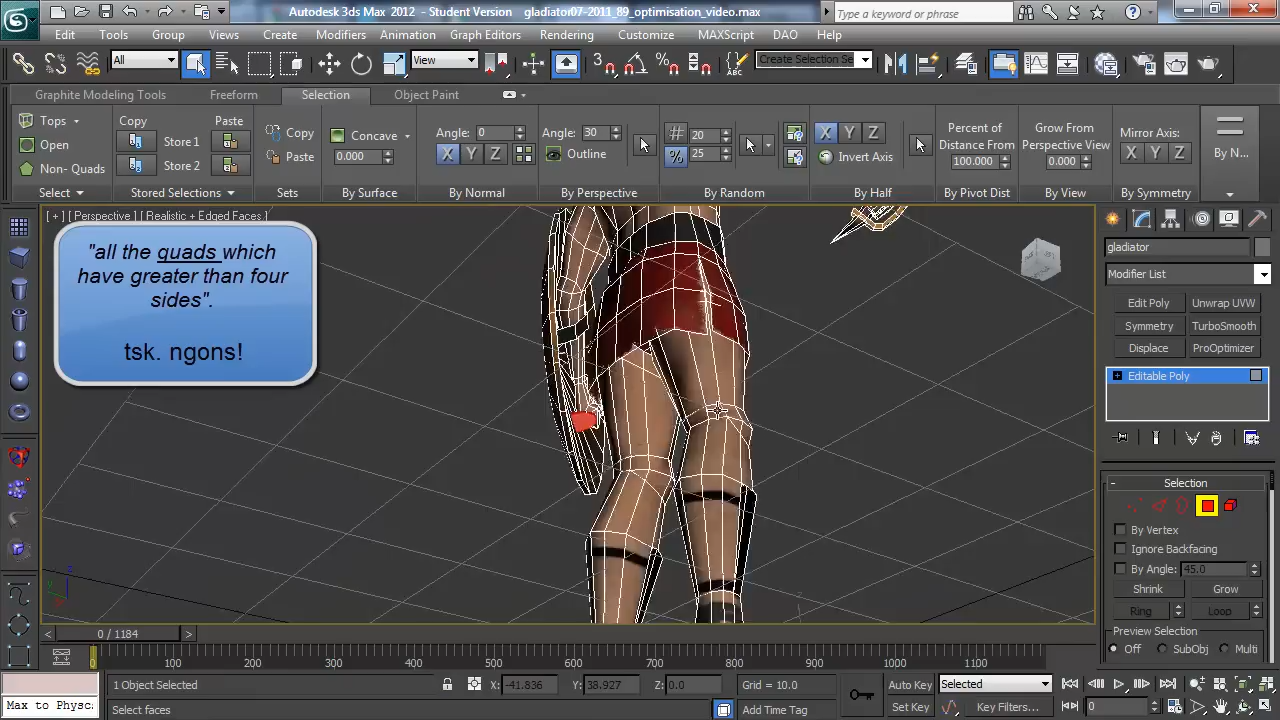 Autodesk 3ds Max 2012 - Student Version gladiator07-2011_89_optimisation_video.max
Type a keyword or phrase
Edit Tools Group Views Create Modifiers Animation Graph Editors Rendering Customize MAXScript DAO Help
All View Create Selection Se
Graphite Modeling Tools Freeform Selection Object Paint
Tops Copy Paste Copy Concave Angle: 0 Angle: 30 20 X Y Z Percent of Grow From Mirror Axis:
Open Store 1 Paste 0.000 X Y Z Outline 25 Invert Axis Distance From Perspective View X Y Z By N...
Non- Quads Store 2 100.000 0.000
Select Stored Selections Sets By Surface By Normal By Perspective By Random By Half By Pivot Dist By View By Symmetry
[ + ] [ Perspective ] [ Realistic + Edged Faces ]
"all the quads which
have greater than four
sides".
tsk. ngons!
gladiator
Modifier List
Edit Poly Unwrap UVW
Symmetry TurboSmooth
Displace ProOptimizer
Editable Poly
Selection
By Vertex
Ignore Backfacing
By Angle: 45.0
Shrink Grow
Ring Loop
Preview Selection
Off SubObj Multi
0 / 1184
0 100 200 300 400 500 600 700 800 900 1000 1100
1 Object Selected X: -41.836 Y: 38.927 Z: 0.0 Grid = 10.0 Auto Key Selected
Max to Physc: Select faces Add Time Tag Set Key Key Filters... 0